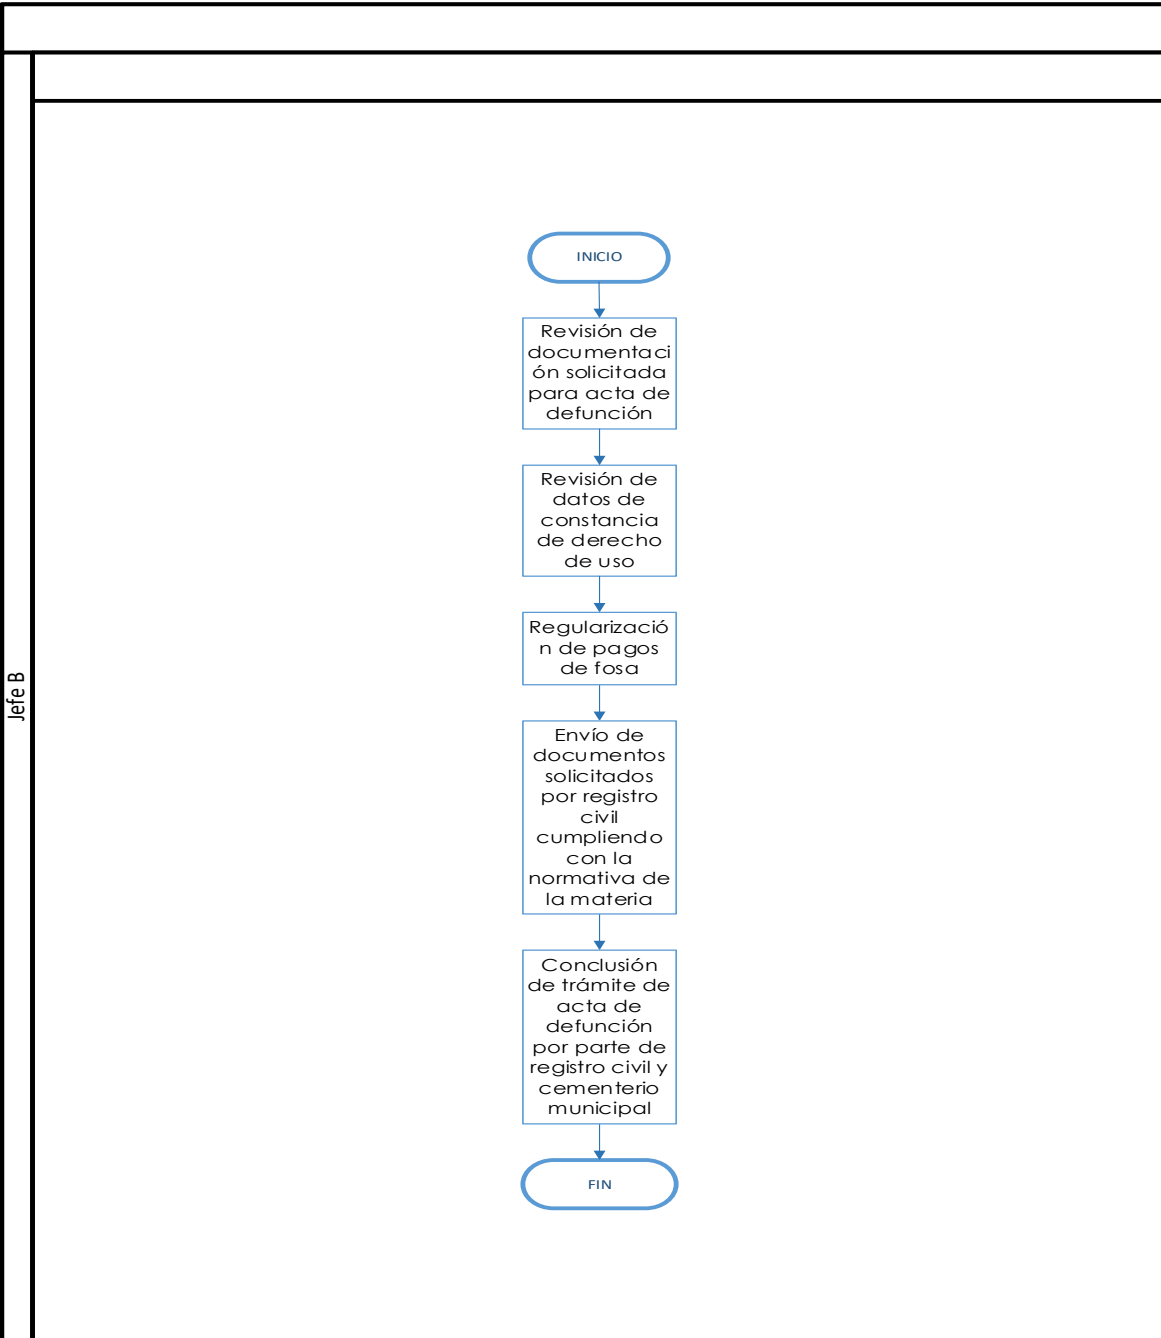 INICIO
Revisión de
documentaci
ón solicitada
para acta de
defunción
Revisión de
datos de
constancia
de derecho
de uso
Regularizació
n de pagos
de fosa
Jefe B
Envío de
documentos
solicitados
por registro
civil
cumpliendo
con la
normativa de
la materia
Conclusión
de trámite de
acta de
defunción
por parte de
registro civil y
cementerio
municipal
FIN